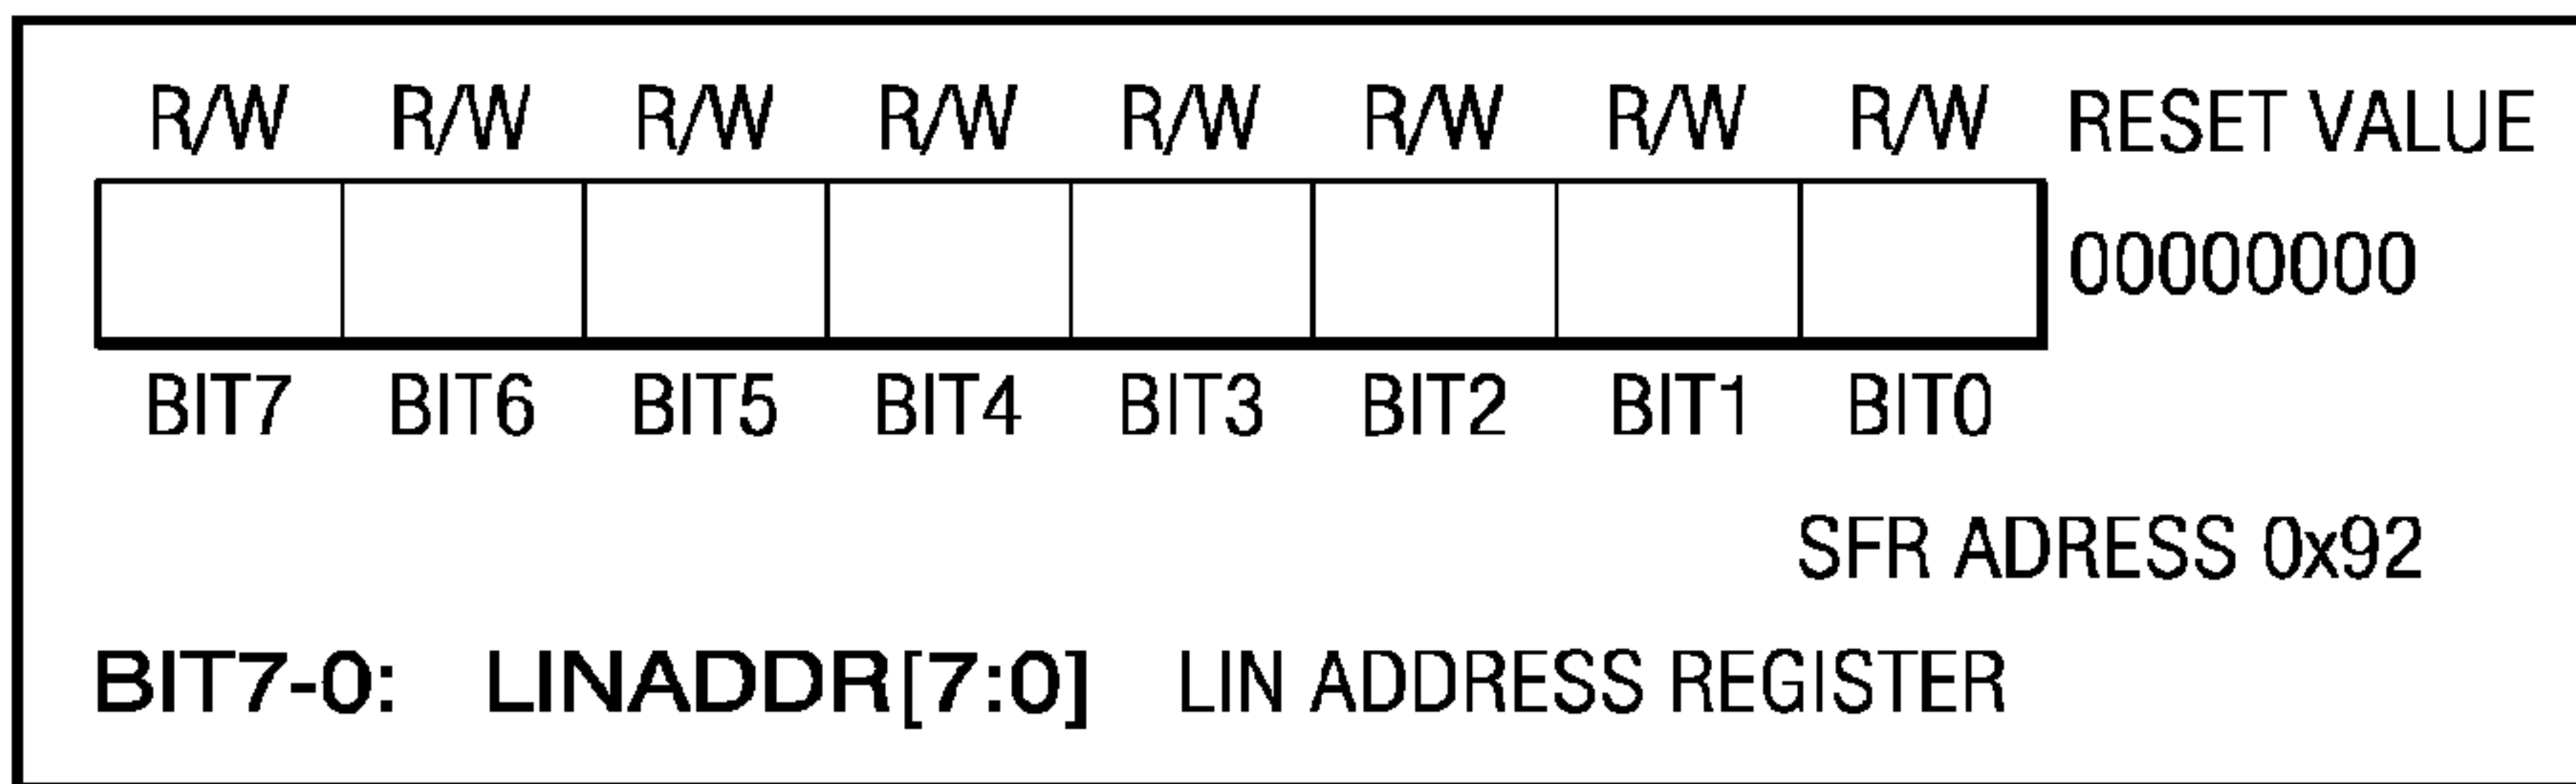 R/W R/W R/W R/W R/W R/W R/W R/W RESET VALUE
00000000
BIT7 BIT6 BIT5 BIT4 BIT3 BIT2 BIT1 BIT0
SFR ADRESS 0x92
BIT7-0: LINADDR[7:0] LIN ADDRESS REGISTER